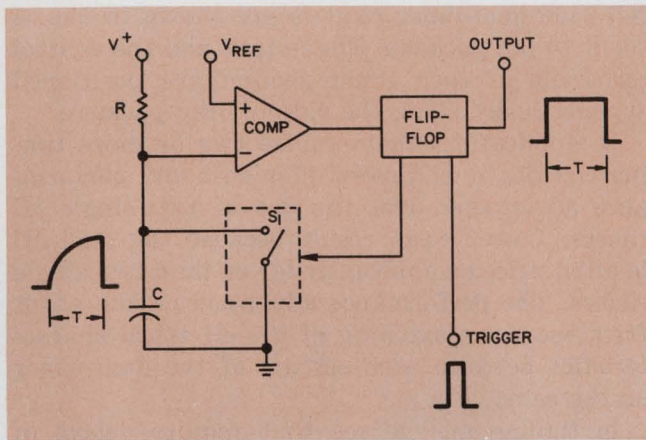 V+
VREF
OUTPUT
R
+
COMP
−
FLIP-
FLOP
T
S1
C
T
TRIGGER